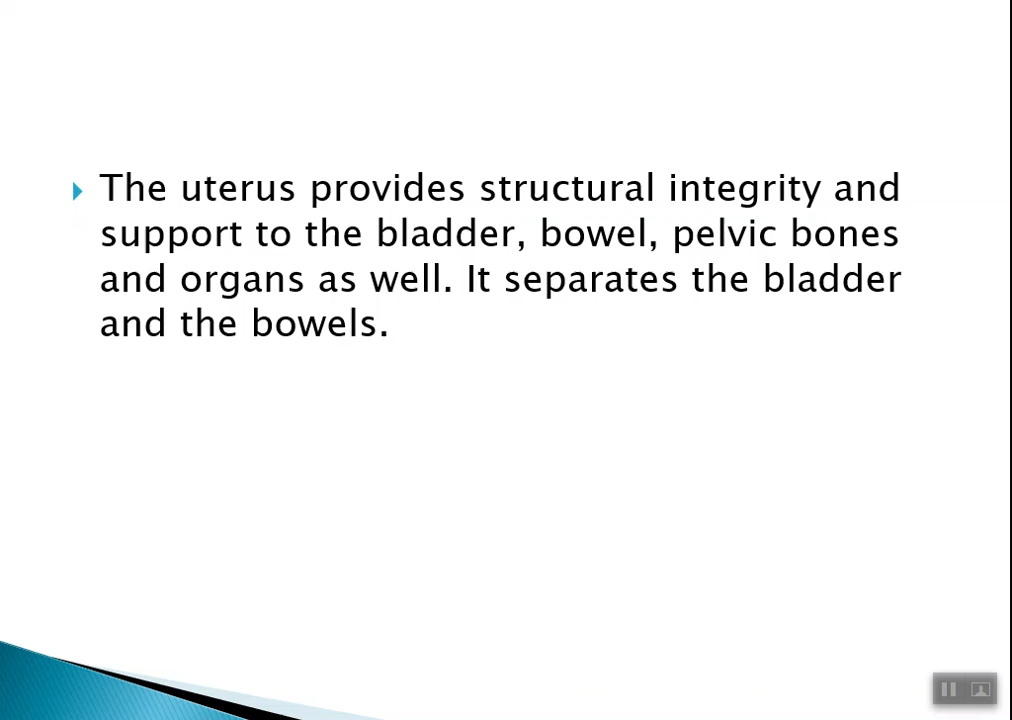 The uterus provides structural integrity and
support to the bladder, bowel, pelvic bones
and organs as well. It separates the bladder
and the bowels.